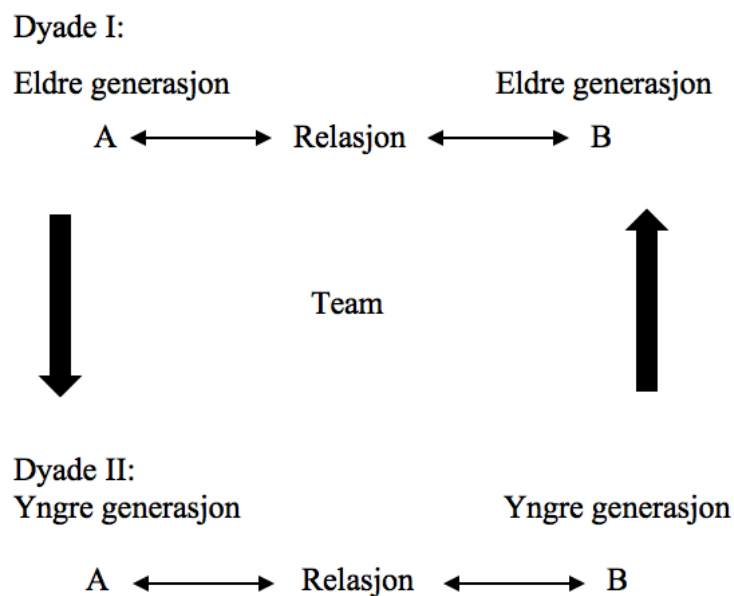 Dyade I:
Eldre generasjon Eldre generasjon
A Relasjon B
Team
Dyade II:
Yngre generasjon Yngre generasjon
A Relasjon B